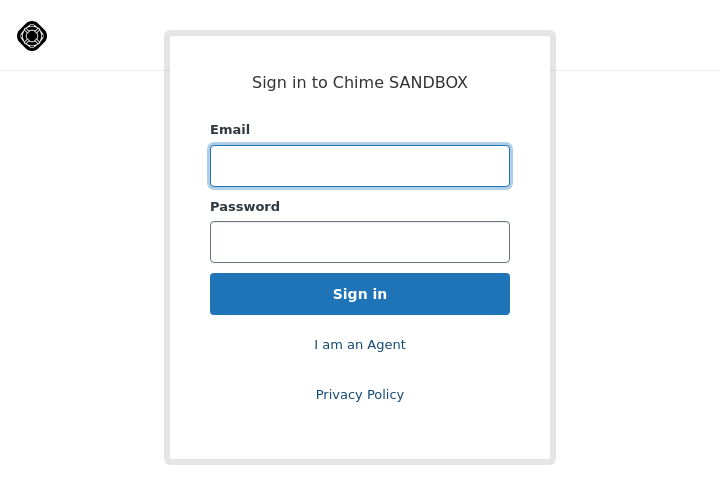 Sign in to Chime SANDBOX
Email
Password
Sign in
I am an Agent
Privacy Policy